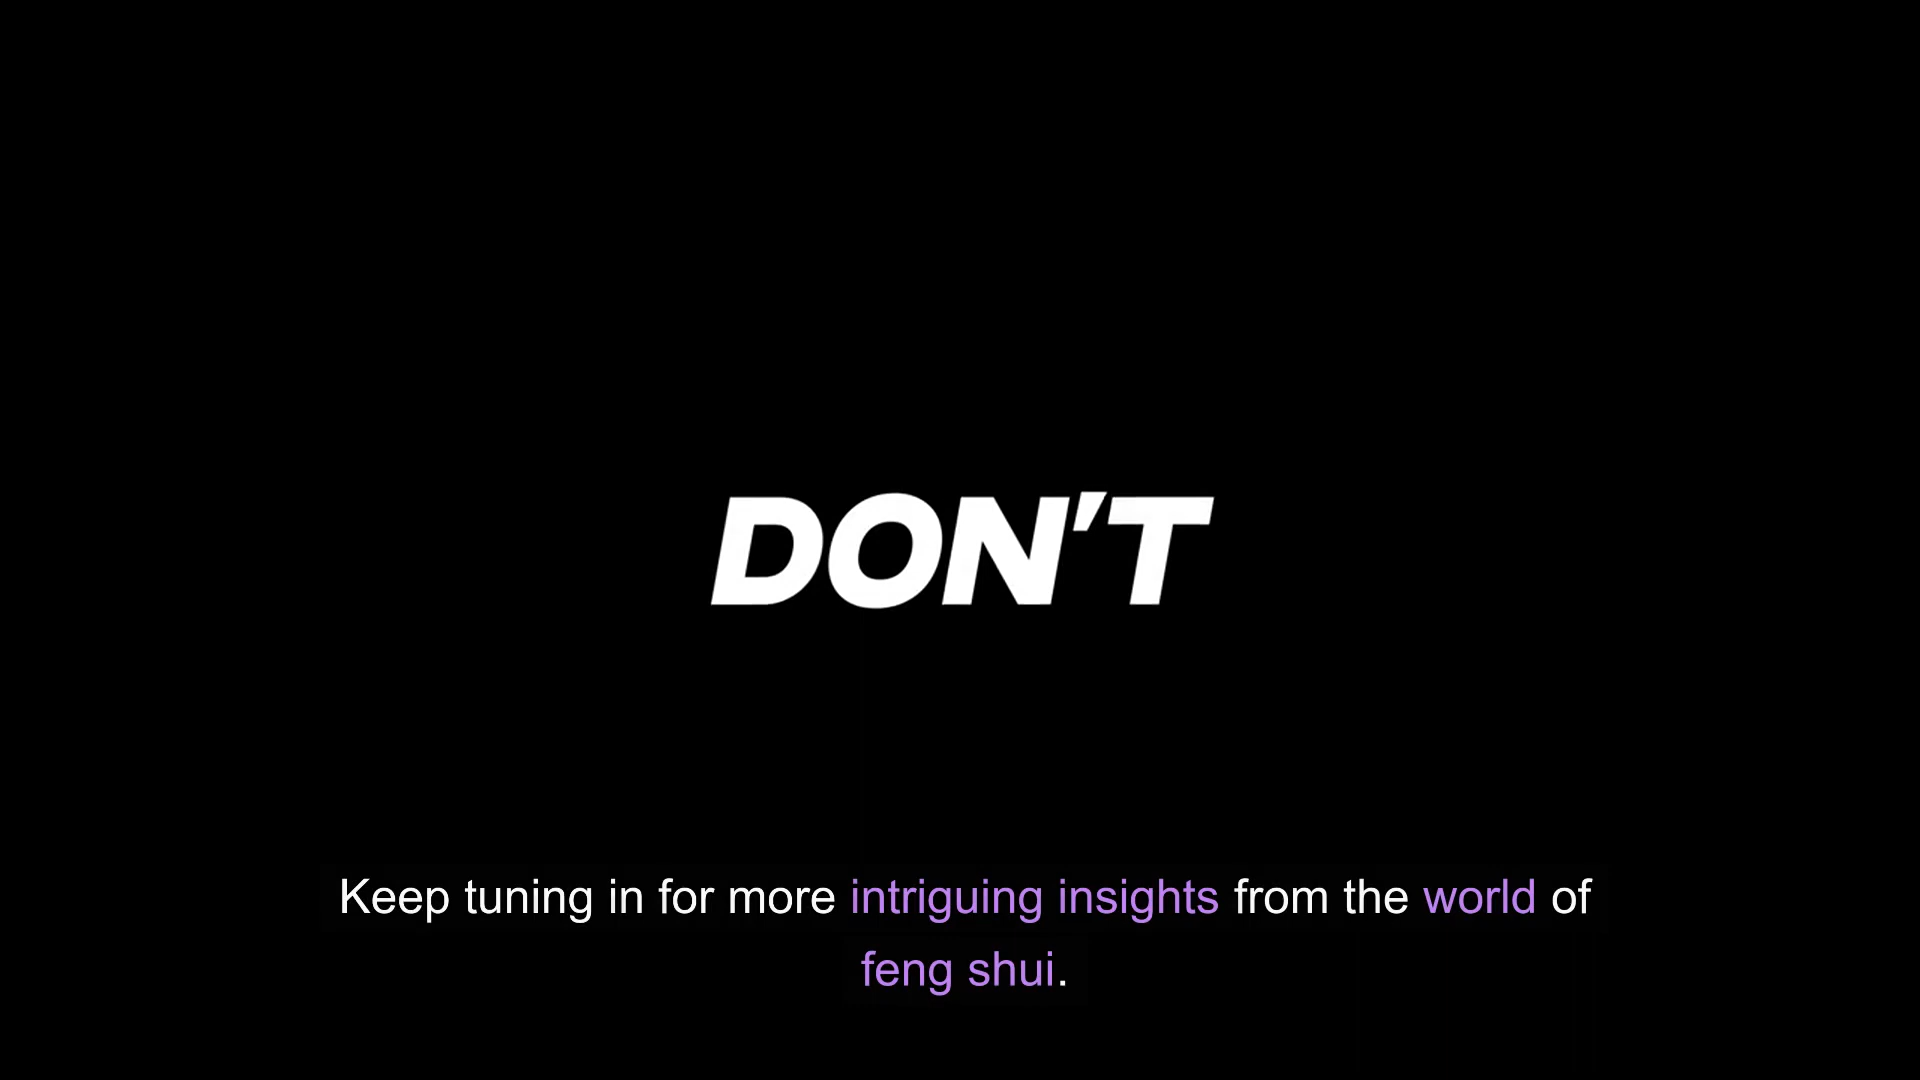 DON'T
Keep tuning in for more intriguing insights from the world of
feng shui.